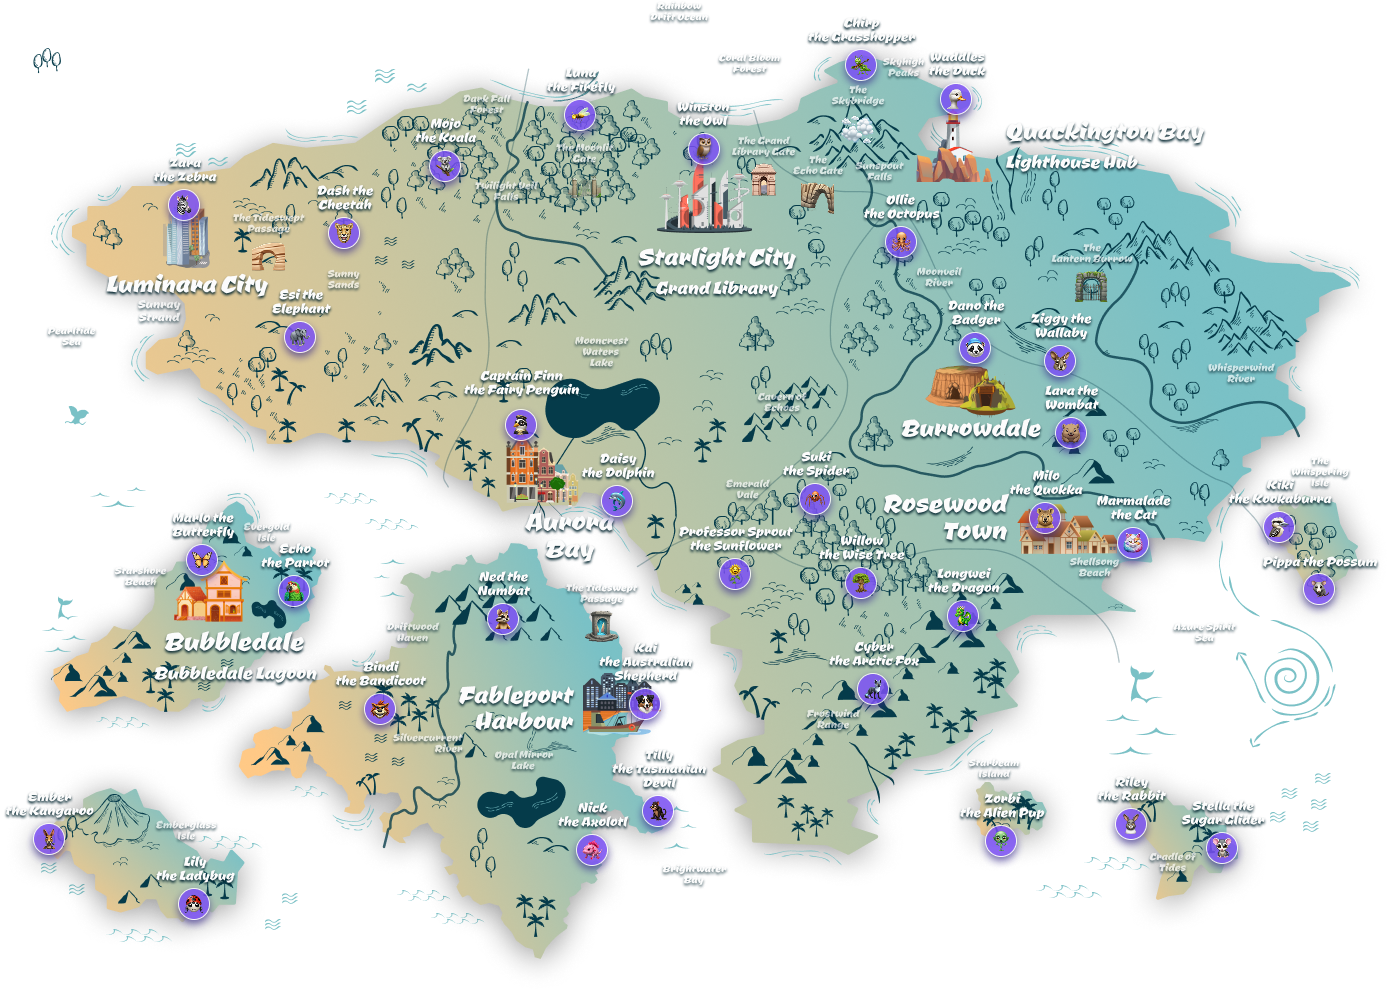 Rainbow
Drift Ocean
Chirp
the Grasshopper
Coral Bloom
Forest
Skyhigh
Peaks
Waddles
the Duck
Luna
the Firefly
Dark Fall
Forest
The
Skybridge
Winston
the Owl
Mojo
the Koala
Quackington Bay
Lighthouse Hub
The Grand
Library Gate
The Moonlit
Gate
The
Echo Gate
Sunspout
Falls
Zara
the Zebra
Dash the
Cheetah
Twilight Veil
Falls
Ollie
the Octopus
The Tideswept
Passage
Starlight City
Grand Library
The
Lantern Burrow
Luminara City
Sunny
Sands
Moonveil
River
Esi the
Elephant
Sunray
Strand
Dano the
Badger
Ziggy the
Wallaby
Pearltide
Sea
Mooncrest
Waters
Lake
Whisperwind
River
Captain Finn
the Fairy Penguin
Lara the
Wombat
Cavern of
Echoes
Burrowdale
Daisy
the Dolphin
Suki
the Spider
The
Whispering
Isle
Milo
the Quokka
Emerald
Vale
Kiki
the Kookaburra
Rosewood
Town
Marmalade
the Cat
Aurora
Bay
Marlo the
Butterfly
Everyold
Isle
Professor Sprout
the Sunflower
Willow
the Wise Tree
Echo
the Parrot
Shellsong
Beach
Pippa the Possum
Starshore
Beach
Ned the
Numbat
Longwei
the Dragon
The Tideswept
Passage
Driftwood
Haven
Azure Spirit
Sea
Bubbledale
Bubbledale Lagoon
Kai
the Australian
Shepherd
Cyber
the Arctic Fox
Bindi
the Bandicoot
Fableport
Harbour
Frostwind
Range
Silvercurrent
River
Opal Mirror
Lake
Tilly
the Tasmanian
Devil
Starbeam
Island
Riley
the Rabbit
Ember
the Kangaroo
Zorbi
the Alien Pup
Nick
the Axolotl
Stella the
Sugar Glider
Emberglass
Isle
Lily
the Ladybug
Cradle of
Tides
Brightwater
Bay